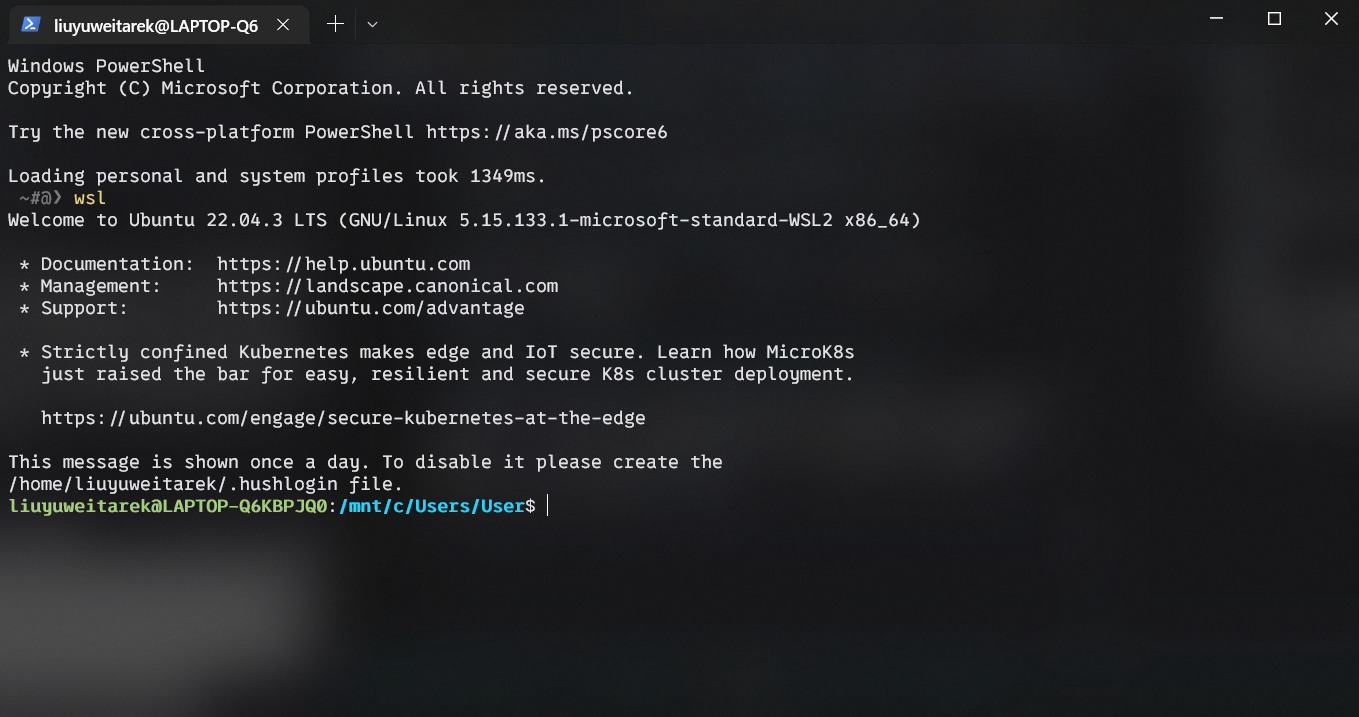 liuyuweitarek@LAPTOP-Q6
Windows PowerShell
Copyright (C) Microsoft Corporation. All rights reserved.
Try the new cross-platform PowerShell https://aka.ms/pscore6
Loading personal and system profiles took 1349ms.
~#@❯ wsl
Welcome to Ubuntu 22.04.3 LTS (GNU/Linux 5.15.133.1-microsoft-standard-WSL2 x86_64)
* Documentation:  https://help.ubuntu.com
* Management:     https://landscape.canonical.com
* Support:        https://ubuntu.com/advantage
* Strictly confined Kubernetes makes edge and IoT secure. Learn how MicroK8s
just raised the bar for easy, resilient and secure K8s cluster deployment.
https://ubuntu.com/engage/secure-kubernetes-at-the-edge
This message is shown once a day. To disable it please create the
/home/liuyuweitarek/.hushlogin file.
liuyuweitarek@LAPTOP-Q6KBPJQ0:/mnt/c/Users/User$